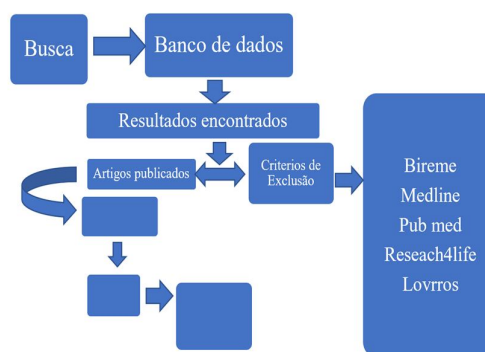 Busca
Banco de dados
Resultados encontrados
Artigos publicados
Criterios de
Exclusão
Bireme
Medline
Pub med
Reseach4life
Lovrros